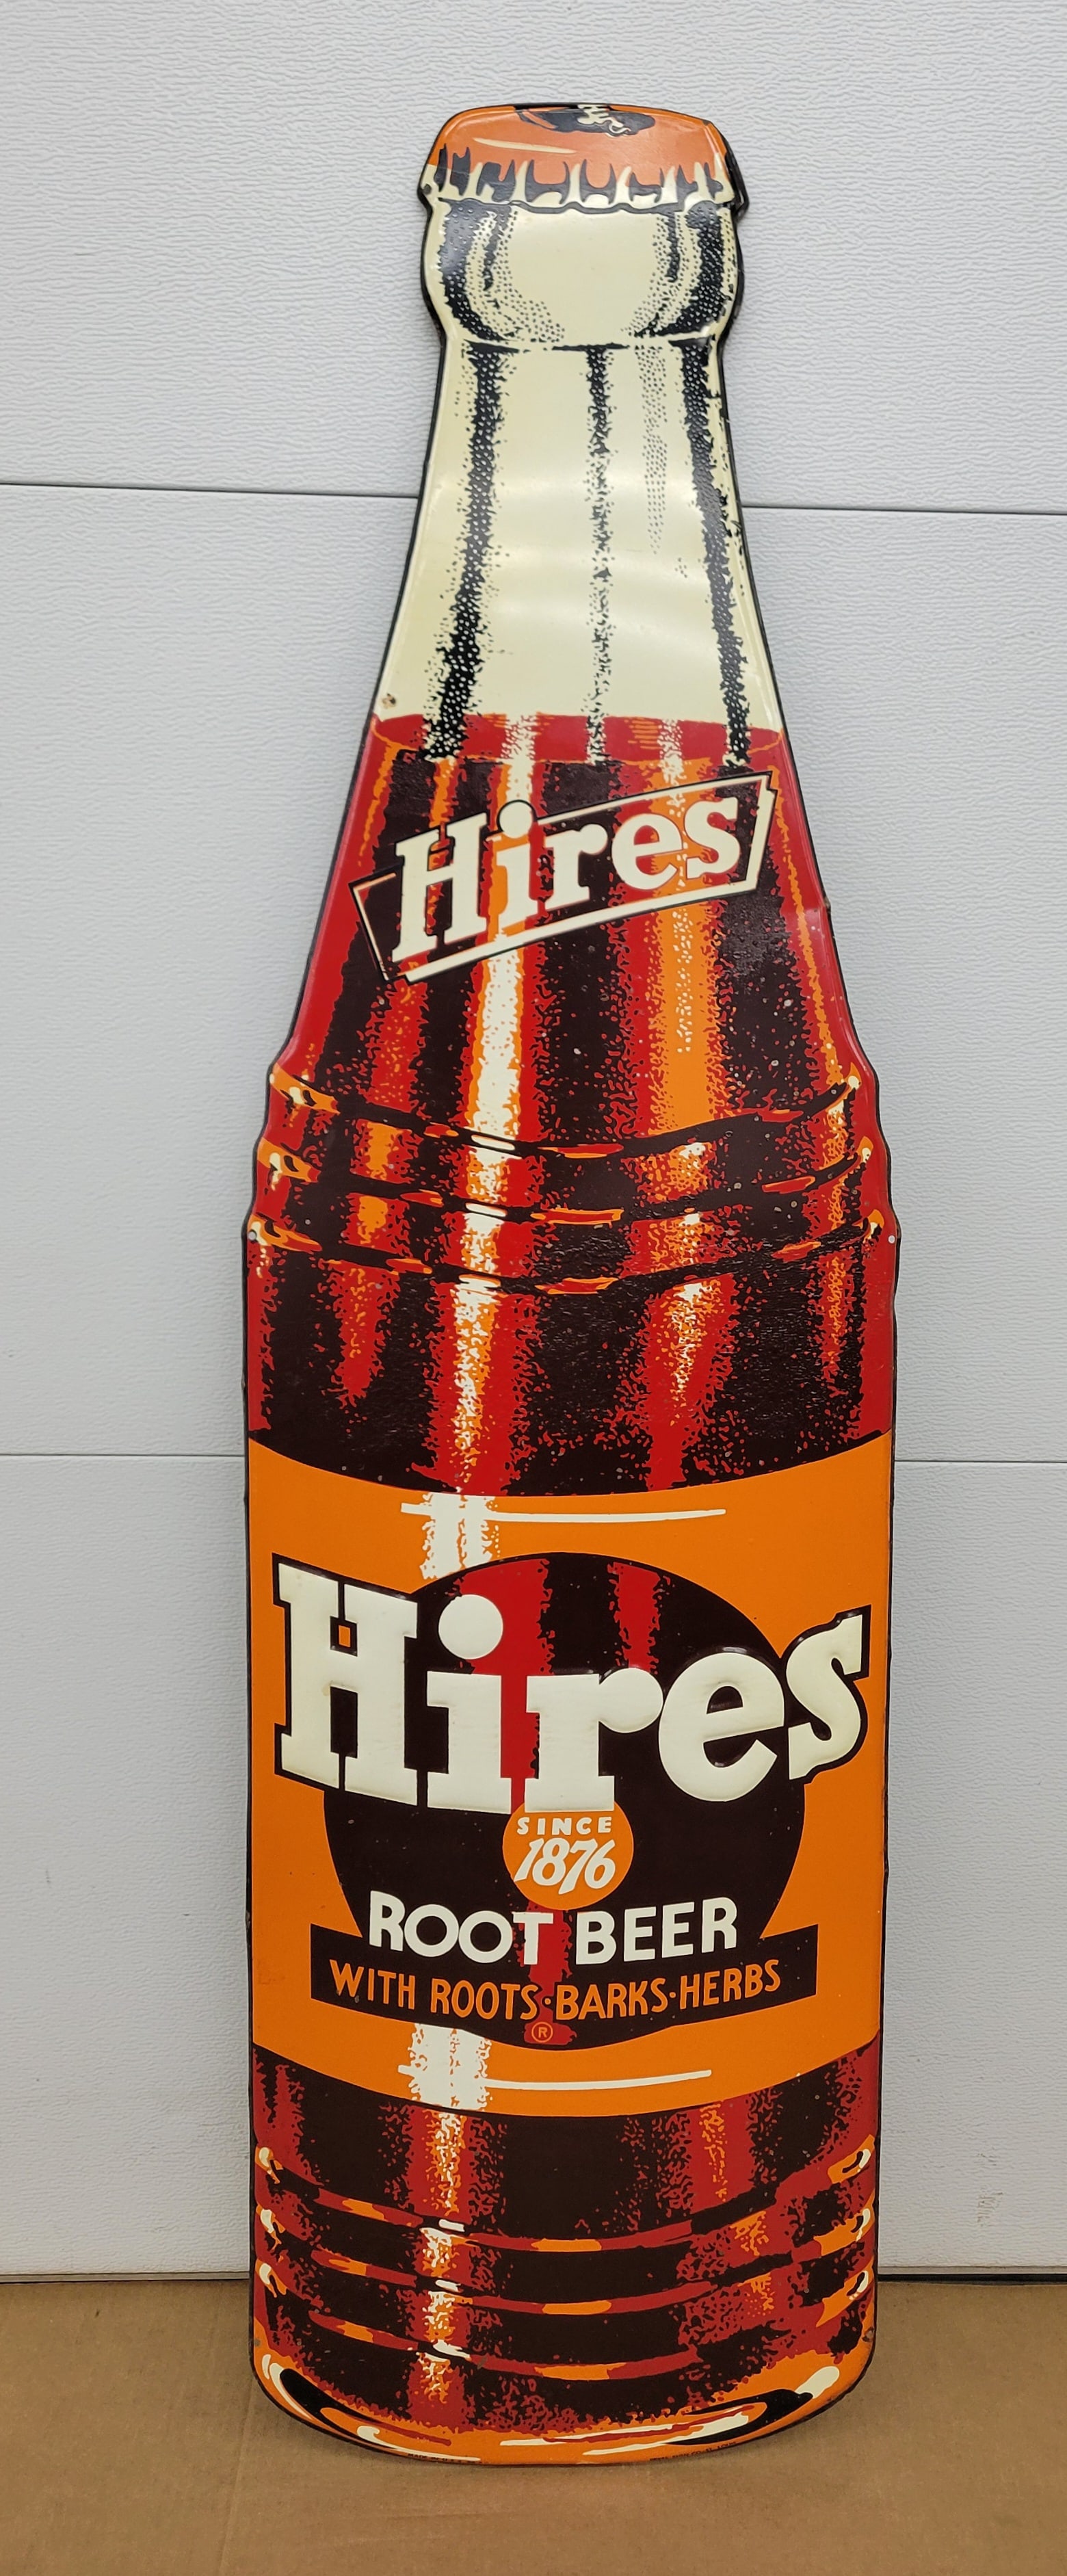 Hires
Hires
SINCE
1876
ROOT BEER
WITH ROOTS·BARKS·HERBS
®